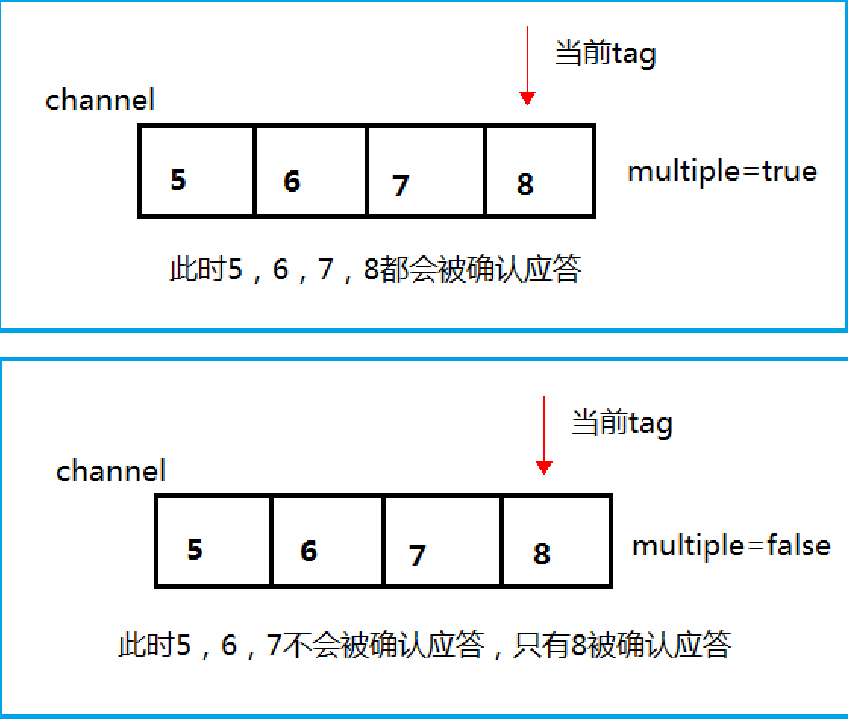 当前tag
channel
5 6 7 8
multiple=true
此时5，6，7，8都会被确认应答
当前tag
channel
5 6 7 8
multiple=false
此时5，6，7不会被确认应答，只有8被确认应答